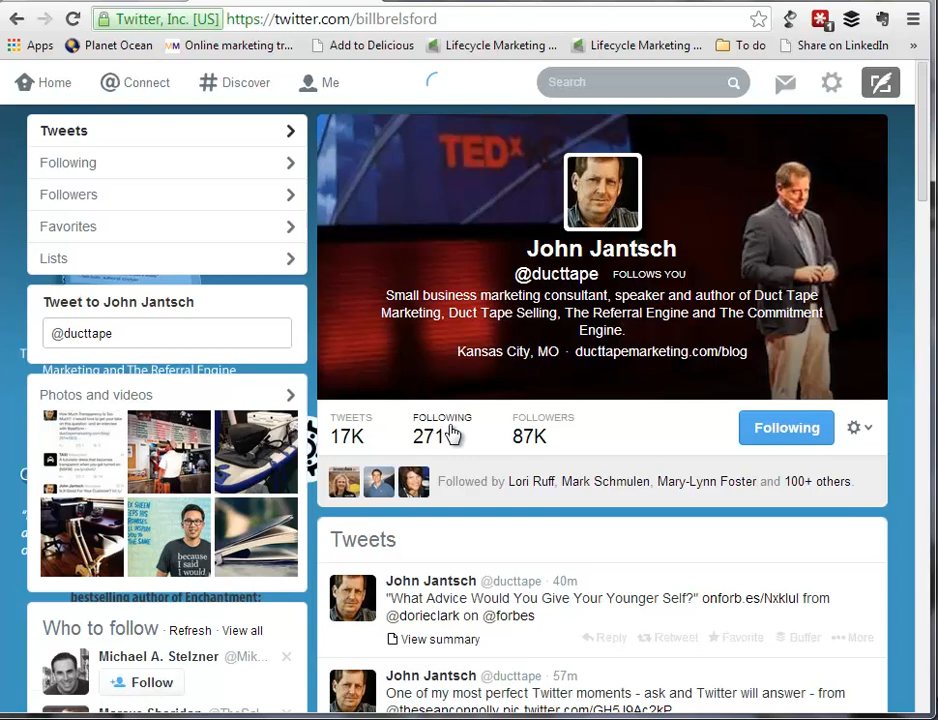 Twitter, Inc. [US] https://twitter.com/billbrelsford
Apps Planet Ocean Online marketing tr... Add to Delicious Lifecycle Marketing ... Lifecycle Marketing ... To do Share on LinkedIn »
Home @ Connect # Discover Me Search
Tweets
Following
Followers
Favorites
Lists
TEDx
John Jantsch
@ducttape FOLLOWS YOU
Small business marketing consultant, speaker and author of Duct Tape
Marketing, Duct Tape Selling, The Referral Engine and The Commitment
Engine.
Kansas City, MO · ducttapemarketing.com/blog
Tweet to John Jantsch
@ducttape
Marketing and The Referral Engine
Photos and videos
TWEETS FOLLOWING FOLLOWERS
17K 271 87K
Following
Followed by Lori Ruff, Mark Schmulen, Mary-Lynn Foster and 100+ others.
because
I said
I would.
bestselling author of Enchantment:
Tweets
John Jantsch @ducttape · 40m
"What Advice Would You Give Your Younger Self?" onforb.es/Nxklul from
@dorieclark on @forbes
View summary Reply Retweet Favorite Buffer More
John Jantsch @ducttape · 57m
One of my most perfect Twitter moments - ask and Twitter will answer - from
Who to follow · Refresh · View all
Michael A. Stelzner @Mik...
Follow